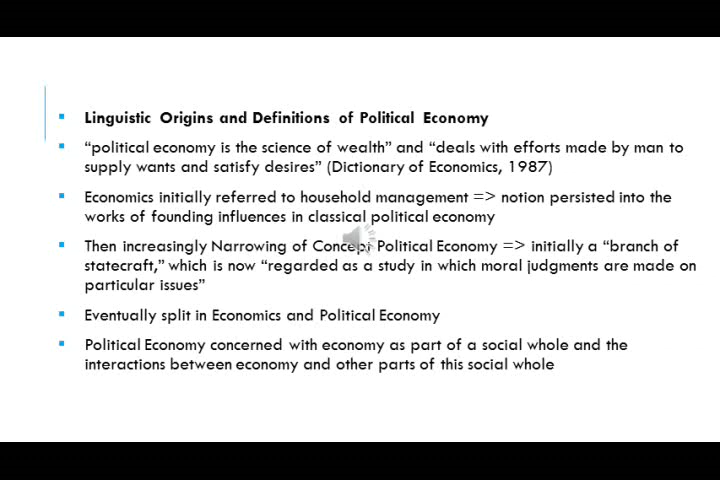 Linguistic Origins and Definitions of Political Economy
“political economy is the science of wealth” and “deals with efforts made by man to
supply wants and satisfy desires” (Dictionary of Economics, 1987)
Economics initially referred to household management => notion persisted into the
works of founding influences in classical political economy
Then increasingly Narrowing of Concept Political Economy => initially a “branch of
statecraft,” which is now “regarded as a study in which moral judgments are made on
particular issues”
Eventually split in Economics and Political Economy
Political Economy concerned with economy as part of a social whole and the
interactions between economy and other parts of this social whole